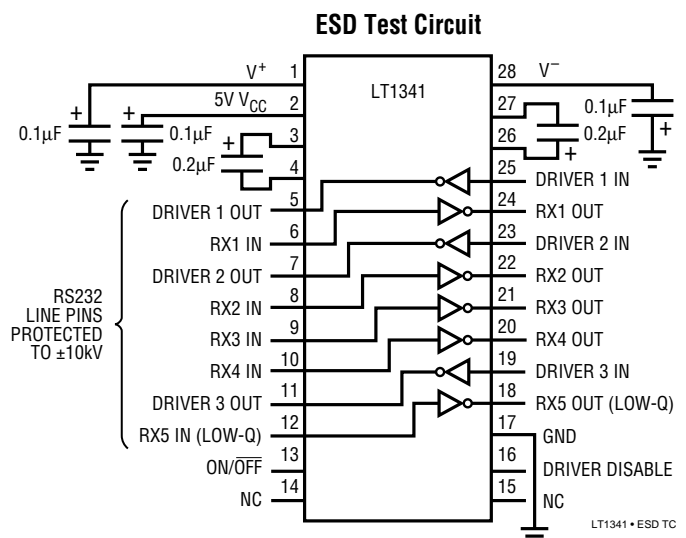 ESD Test Circuit
V+ 1
5V VCC 2
3
4
0.1µF
0.1µF
0.2µF
+
+
+
LT1341
28 V–
27
26
0.1µF
0.2µF
+
+
DRIVER 1 OUT 5
RX1 IN 6
DRIVER 2 OUT 7
RX2 IN 8
RX3 IN 9
RX4 IN 10
DRIVER 3 OUT 11
RX5 IN (LOW-Q) 12
ON/O̅F̅F̅ 13
NC 14
RS232
LINE PINS
PROTECTED
TO ±10kV
25 DRIVER 1 IN
24 RX1 OUT
23 DRIVER 2 IN
22 RX2 OUT
21 RX3 OUT
20 RX4 OUT
19 DRIVER 3 IN
18 RX5 OUT (LOW-Q)
17 GND
16 DRIVER DISABLE
15 NC
LT1341 • ESD TC